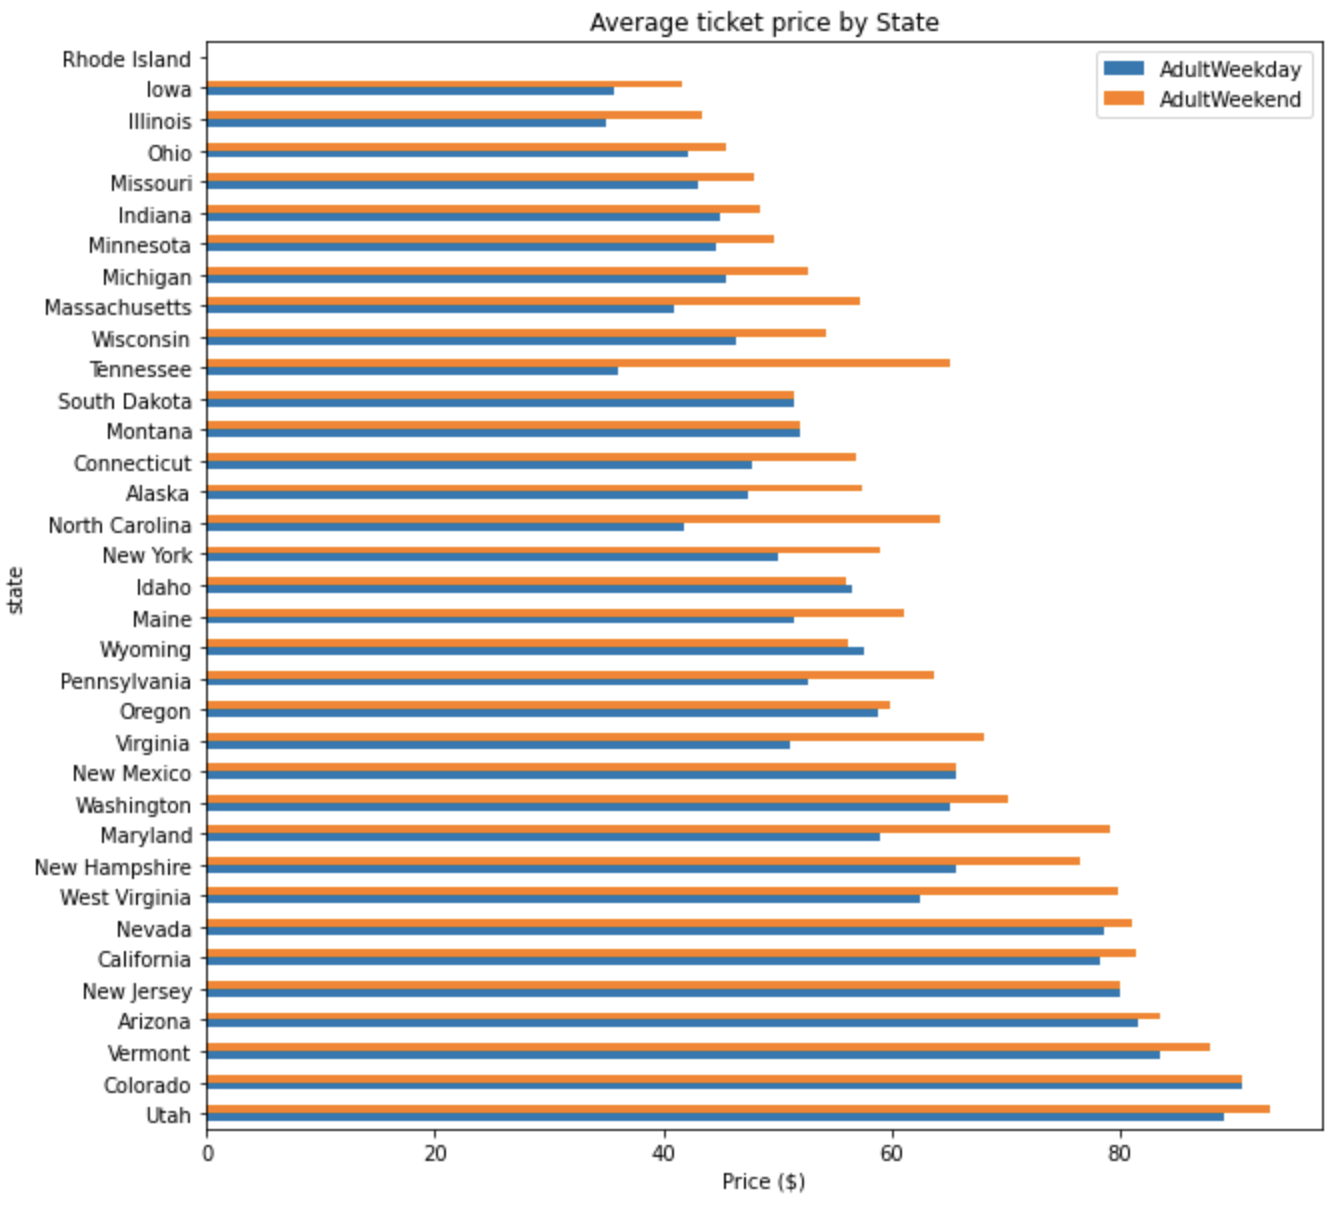 Average ticket price by State
AdultWeekday
AdultWeekend
state
Rhode Island
Iowa
Illinois
Ohio
Missouri
Indiana
Minnesota
Michigan
Massachusetts
Wisconsin
Tennessee
South Dakota
Montana
Connecticut
Alaska
North Carolina
New York
Idaho
Maine
Wyoming
Pennsylvania
Oregon
Virginia
New Mexico
Washington
Maryland
New Hampshire
West Virginia
Nevada
California
New Jersey
Arizona
Vermont
Colorado
Utah
0 20 40 60 80
Price ($)